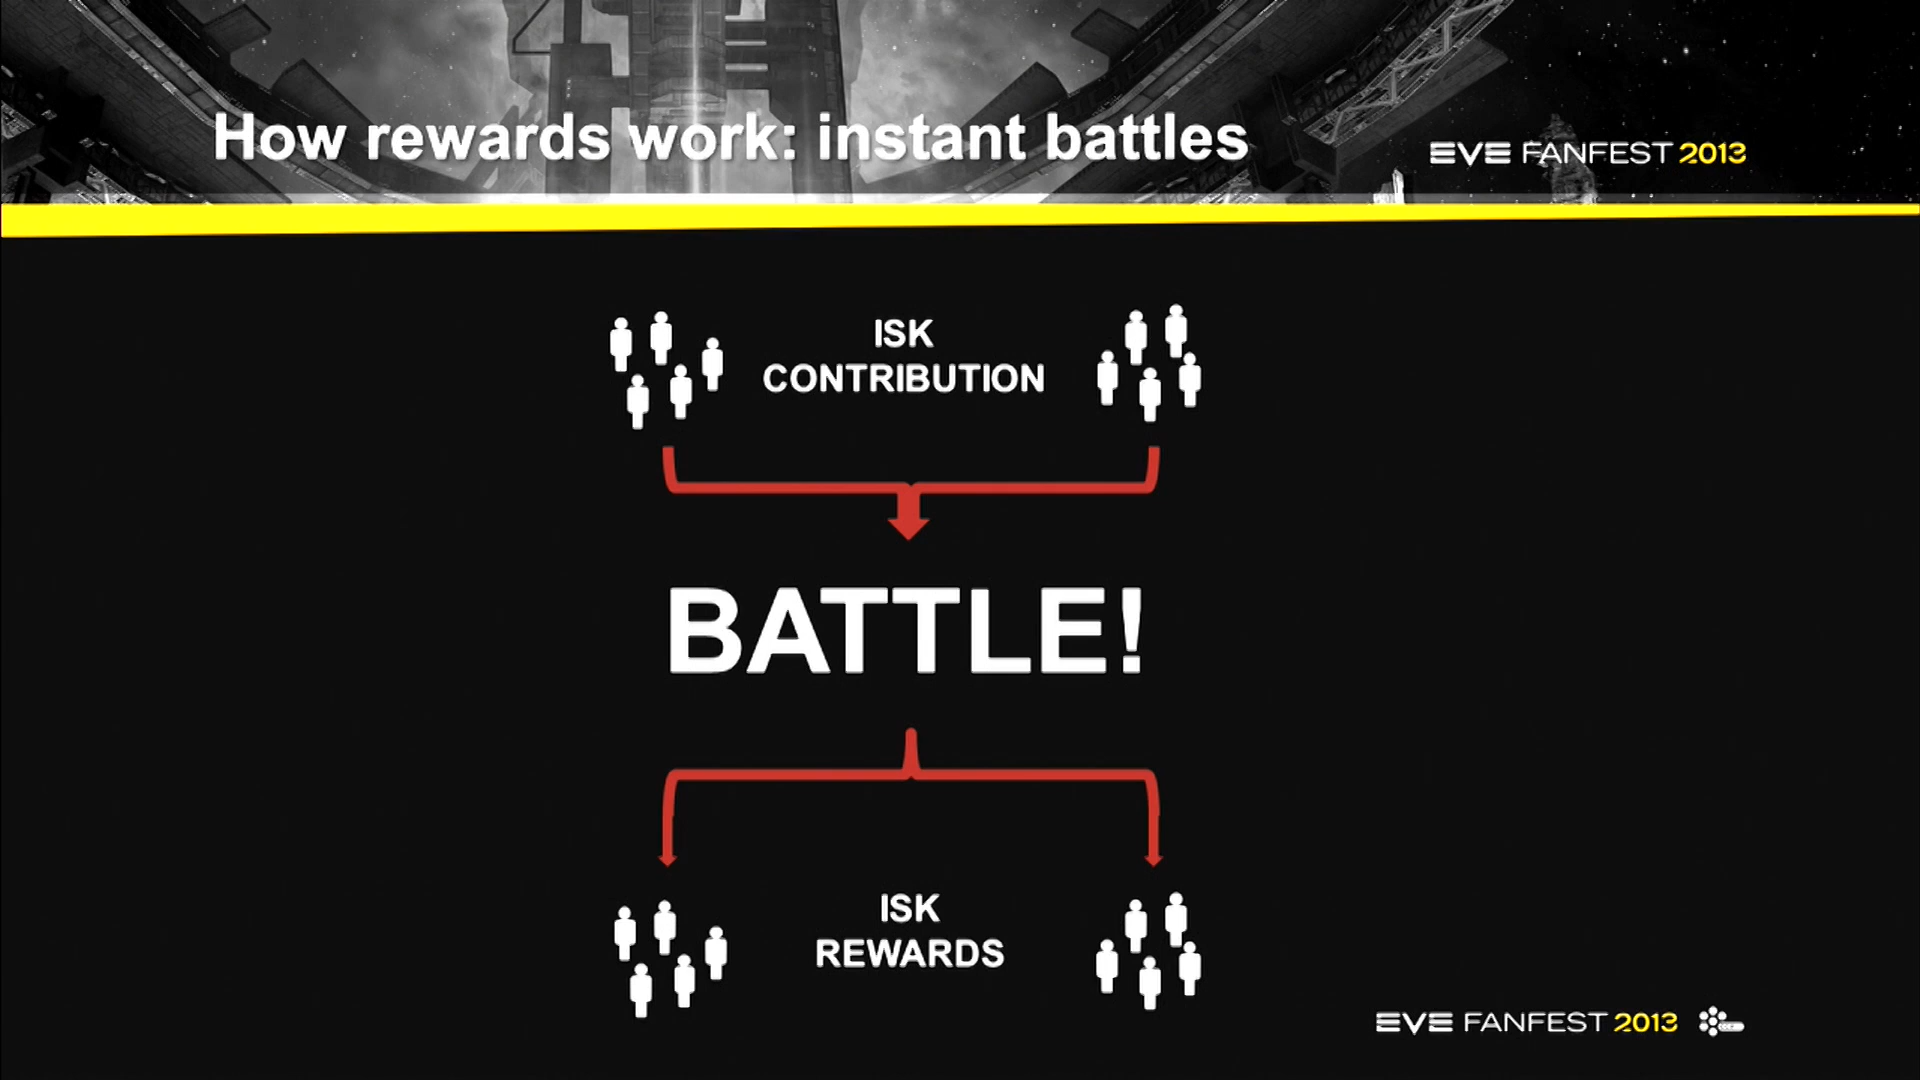 How rewards work: instant battles
EVE FANFEST 2013
ISK
CONTRIBUTION
BATTLE!
ISK
REWARDS
EVE FANFEST 2013